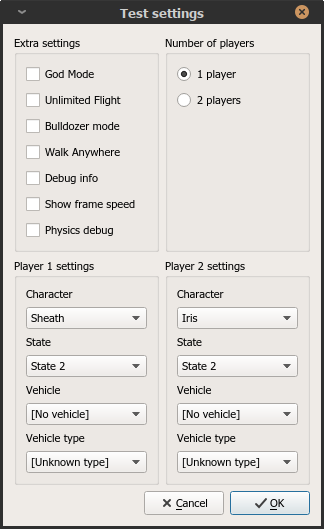 Test settings
Extra settings
God Mode
Unlimited Flight
Bulldozer mode
Walk Anywhere
Debug info
Show frame speed
Physics debug
Number of players
1 player
2 players
Player 1 settings
Character
Sheath
State
State 2
Vehicle
[No vehicle]
Vehicle type
[Unknown type]
Player 2 settings
Character
Iris
State
State 2
Vehicle
[No vehicle]
Vehicle type
[Unknown type]
Cancel
OK